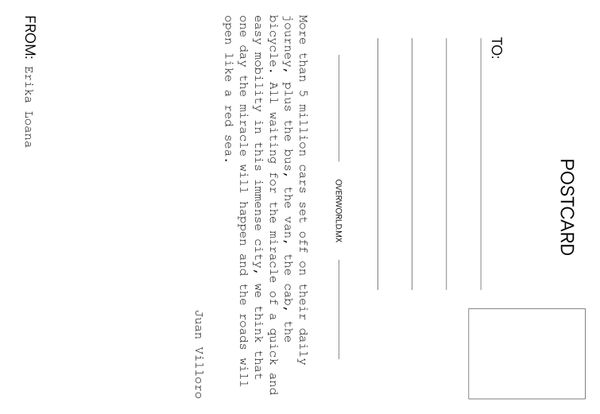 POSTCARD
TO:
OVERWORLD.MX
More than 5 million cars set off on their daily
journey, plus the bus, the van, the cab, the
bicycle. All waiting for the miracle of a quick and
easy mobility in this immense city, we think that
one day the miracle will happen and the roads will
open like a red sea.
Juan Villoro
FROM: Erika Loana